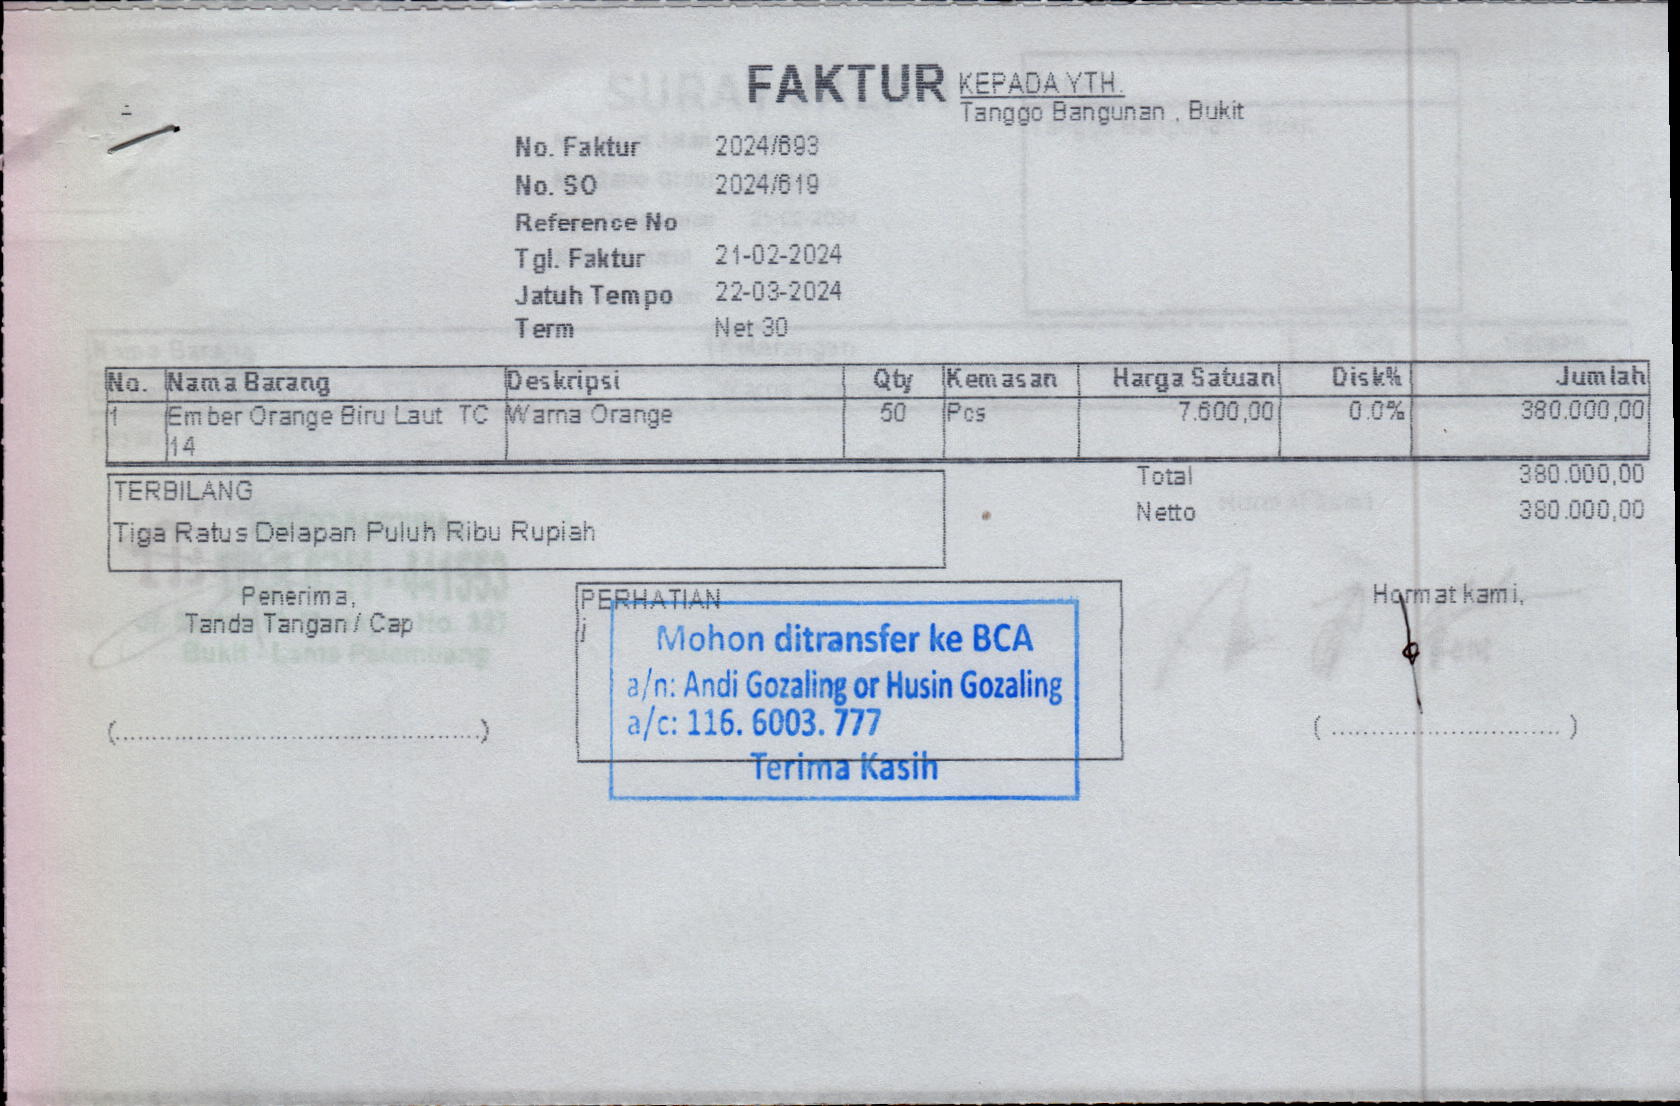 FAKTUR
KEPADA YTH.
Tanggo Bangunan , Bukit
No. Faktur 2024/693
No. SO 2024/619
Reference No
Tgl. Faktur 21-02-2024
Jatuh Tempo 22-03-2024
Term Net 30
No. Nama Barang Deskripsi Qty Kemasan Harga Satuan Disk% Jumlah
1 Ember Orange Biru Laut TC Warna Orange 50 Pcs 7.600,00 0.0% 380.000,00
14
Total 380.000,00
Netto 380.000,00
TERBILANG
Tiga Ratus Delapan Puluh Ribu Rupiah
Penerima,
Tanda Tangan / Cap
(...............................................)
PERHATIAN
Mohon ditransfer ke BCA
a/n: Andi Gozaling or Husin Gozaling
a/c: 116. 6003. 777
Terima Kasih
Hormat kami,
( ............................. )